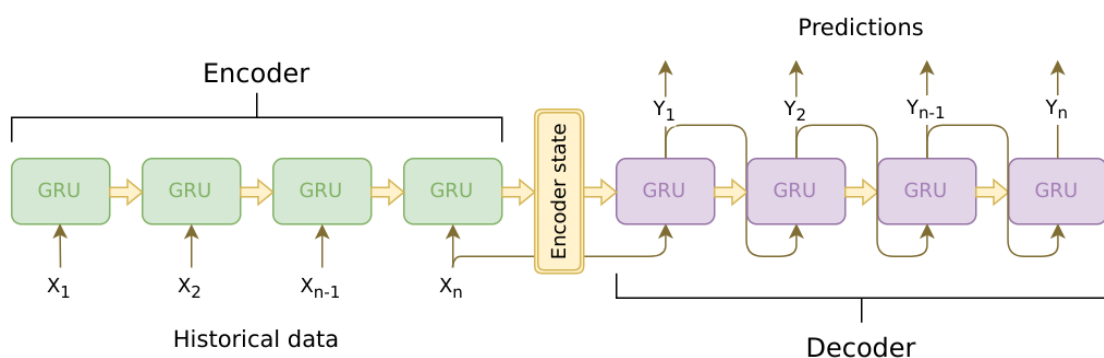 Predictions
Encoder
Y1 Y2 Yn-1 Yn
GRU GRU GRU GRU
Encoder state
GRU GRU GRU GRU
X1 X2 Xn-1 Xn
Historical data
Decoder